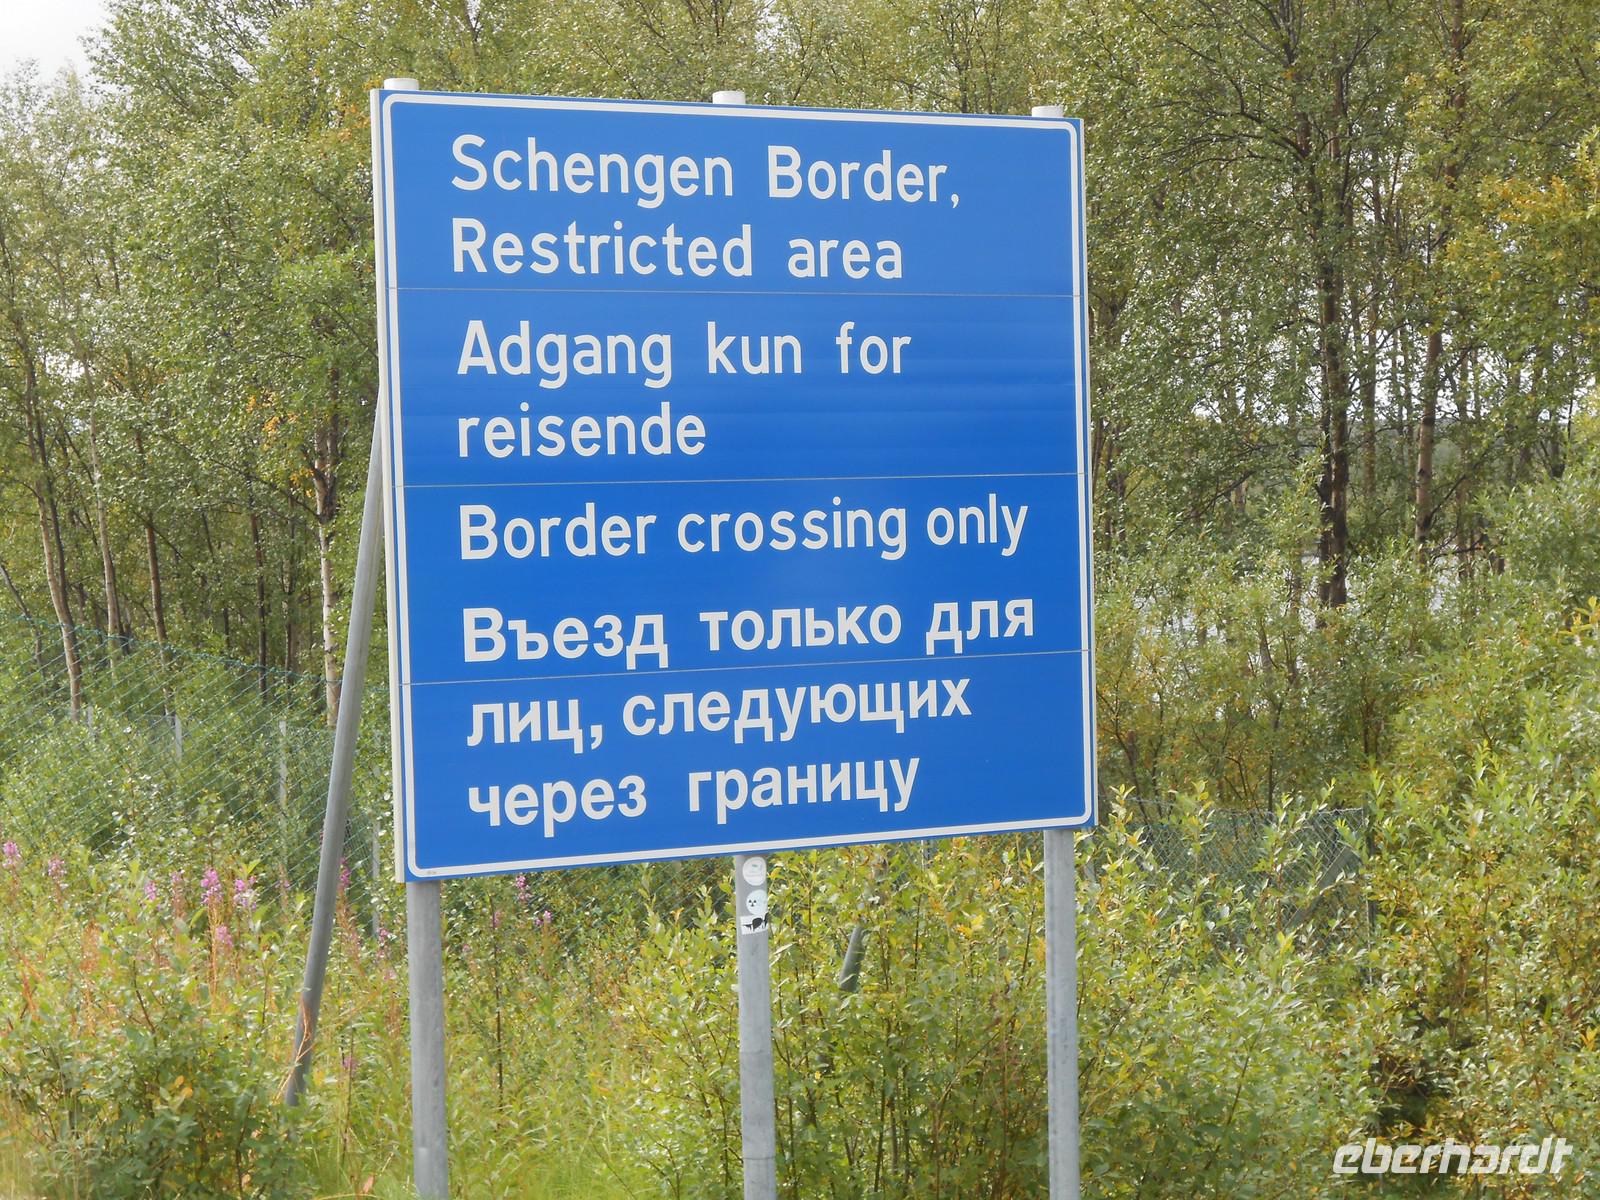 Schengen Border,
Restricted area
Adgang kun for
reisende
Border crossing only
Въезд только для
лиц, следующих
через границу
eberhardt